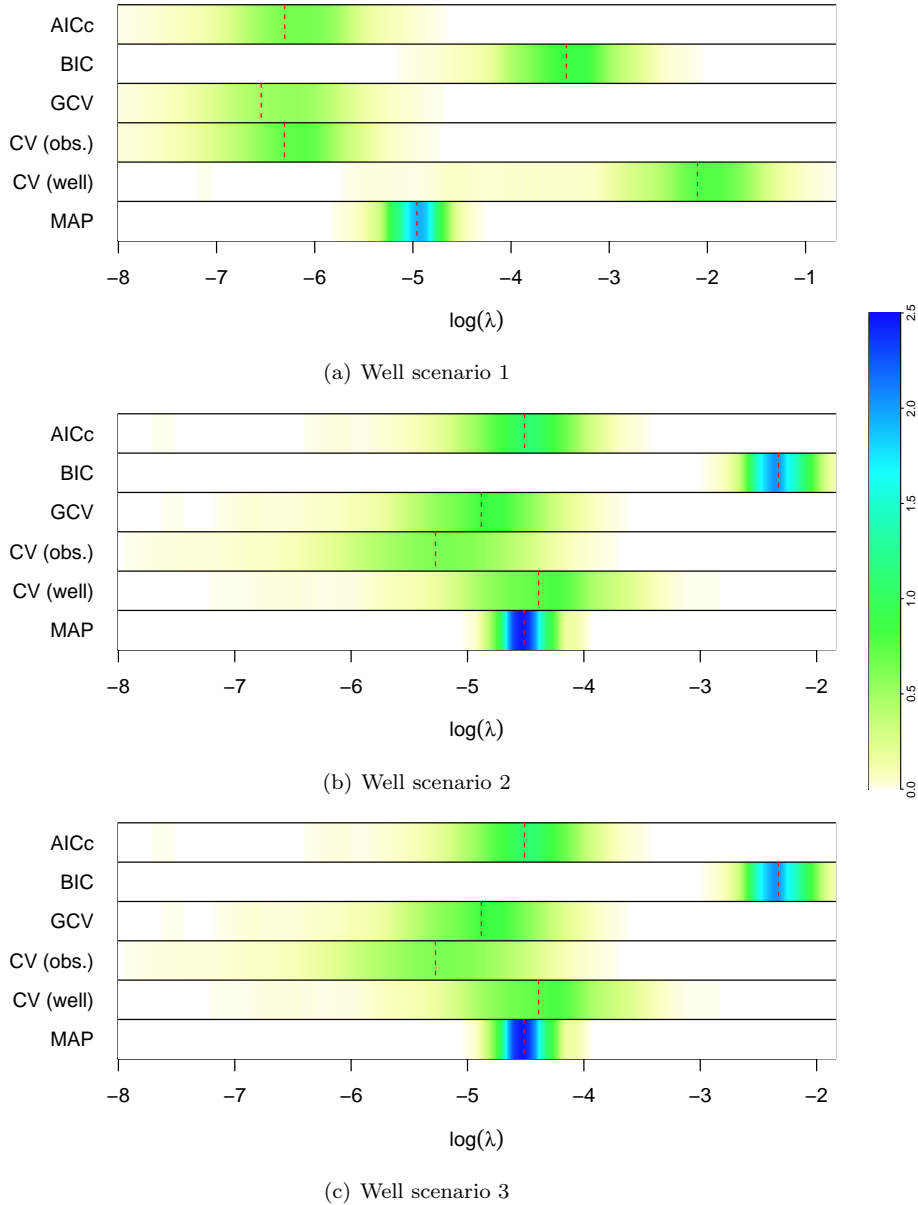 AICc
BIC
GCV
CV (obs.)
CV (well)
MAP
−8 −7 −6 −5 −4 −3 −2 −1
log(λ)
(a) Well scenario 1
AICc
BIC
GCV
CV (obs.)
CV (well)
MAP
−8 −7 −6 −5 −4 −3 −2
log(λ)
(b) Well scenario 2
AICc
BIC
GCV
CV (obs.)
CV (well)
MAP
−8 −7 −6 −5 −4 −3 −2
log(λ)
(c) Well scenario 3
0.0 0.5 1.0 1.5 2.0 2.5